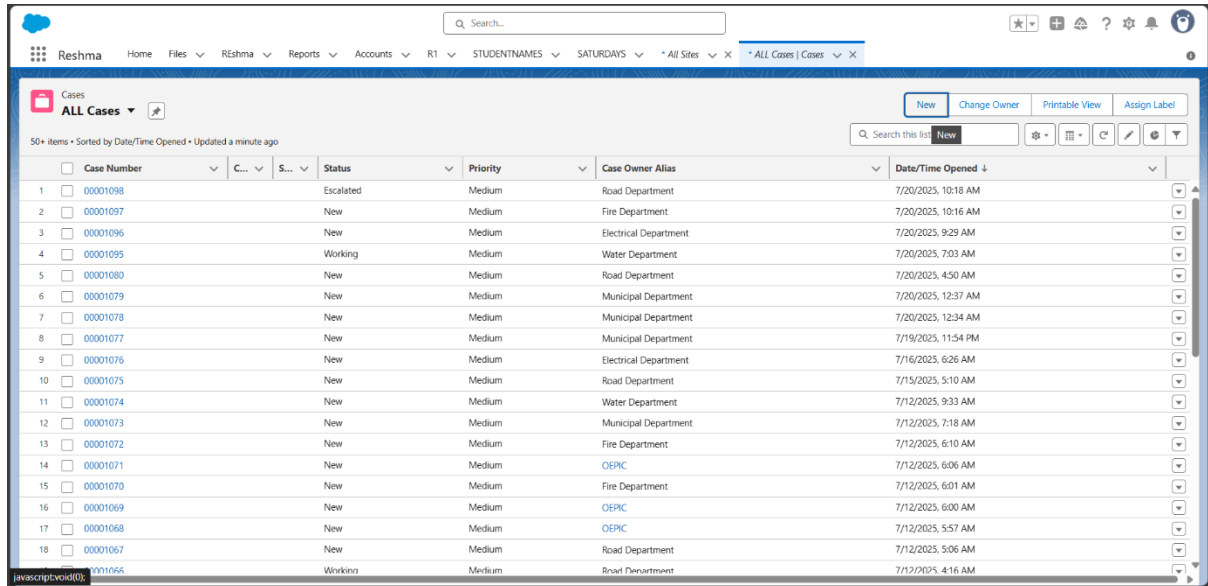 Search...
Reshma Home Files REshma Reports Accounts R1 STUDENTNAMES SATURDAYS * All Sites * ALL Cases | Cases
Cases
ALL Cases
New Change Owner Printable View Assign Label
50+ items • Sorted by Date/Time Opened • Updated a minute ago
Search this list New
Case Number C... S... Status Priority Case Owner Alias Date/Time Opened
1 00001098 Escalated Medium Road Department 7/20/2025, 10:18 AM
2 00001097 New Medium Fire Department 7/20/2025, 10:16 AM
3 00001096 New Medium Electrical Department 7/20/2025, 9:29 AM
4 00001095 Working Medium Water Department 7/20/2025, 7:03 AM
5 00001080 New Medium Road Department 7/20/2025, 4:50 AM
6 00001079 New Medium Municipal Department 7/20/2025, 12:37 AM
7 00001078 New Medium Municipal Department 7/20/2025, 12:34 AM
8 00001077 New Medium Municipal Department 7/19/2025, 11:54 PM
9 00001076 New Medium Electrical Department 7/16/2025, 6:26 AM
10 00001075 New Medium Road Department 7/15/2025, 5:10 AM
11 00001074 New Medium Water Department 7/12/2025, 9:33 AM
12 00001073 New Medium Municipal Department 7/12/2025, 7:18 AM
13 00001072 New Medium Fire Department 7/12/2025, 6:10 AM
14 00001071 New Medium OEPIC 7/12/2025, 6:06 AM
15 00001070 New Medium Fire Department 7/12/2025, 6:01 AM
16 00001069 New Medium OEPIC 7/12/2025, 6:00 AM
17 00001068 New Medium OEPIC 7/12/2025, 5:57 AM
18 00001067 New Medium Road Department 7/12/2025, 5:06 AM
00001066 Working Medium Road Department 7/12/2025, 4:16 AM
javascript:void(0);